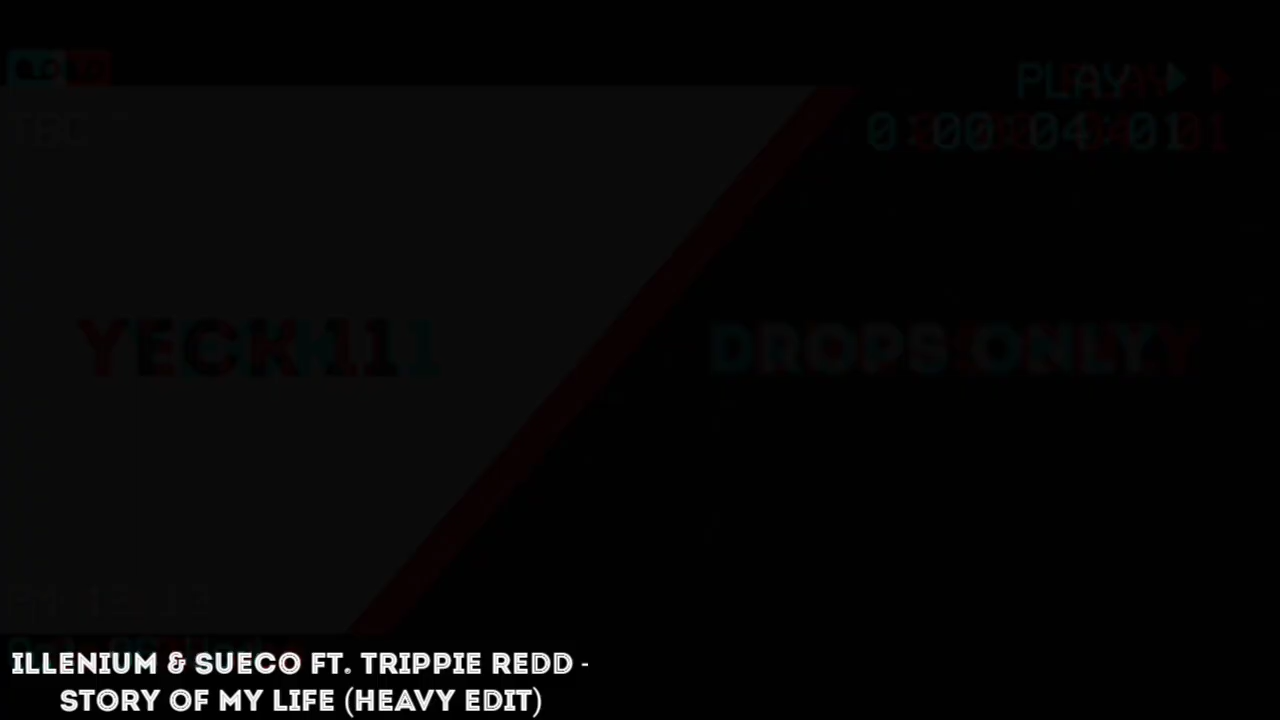 PLAY
TBC
0:00:04:01
YECK111
DROPS ONLY
ILLENIUM & SUECO FT. TRIPPIE REDD -
STORY OF MY LIFE (HEAVY EDIT)